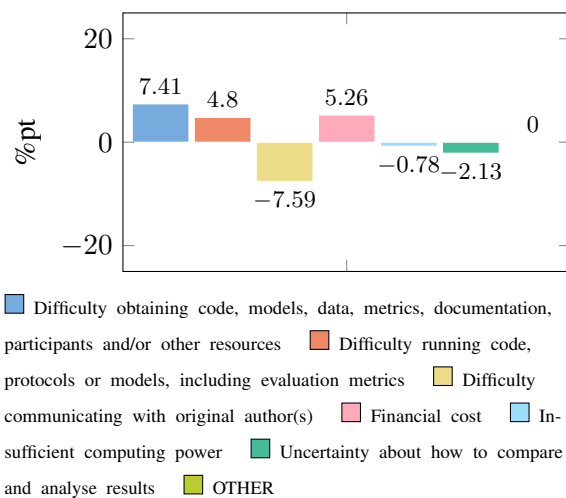 20
7.41
4.8
5.26
%pt
0
0
−0.78
−2.13
−7.59
−20
Difficulty obtaining code, models, data, metrics, documentation,
participants and/or other resources Difficulty running code,
protocols or models, including evaluation metrics Difficulty
communicating with original author(s) Financial cost In-
sufficient computing power Uncertainty about how to compare
and analyse results OTHER